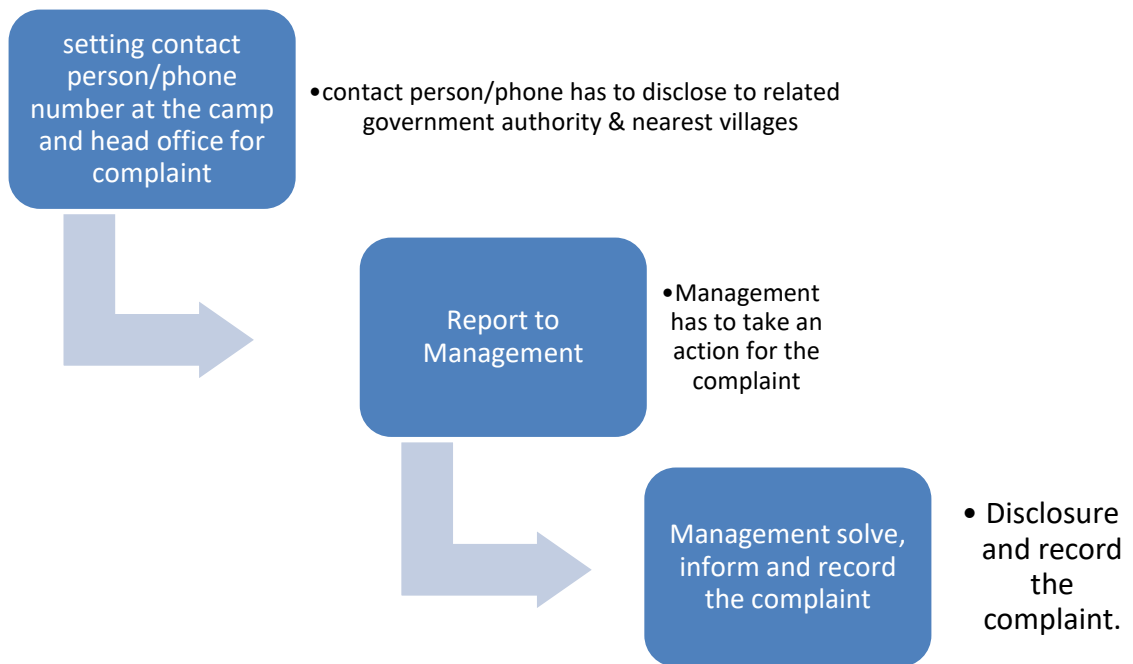 setting contact
person/phone
number at the camp
and head office for
complaint
•contact person/phone has to disclose to related
government authority & nearest villages
Report to
Management
•Management
has to take an
action for the
complaint
Management solve,
inform and record
the complaint
• Disclosure
and record
the
complaint.